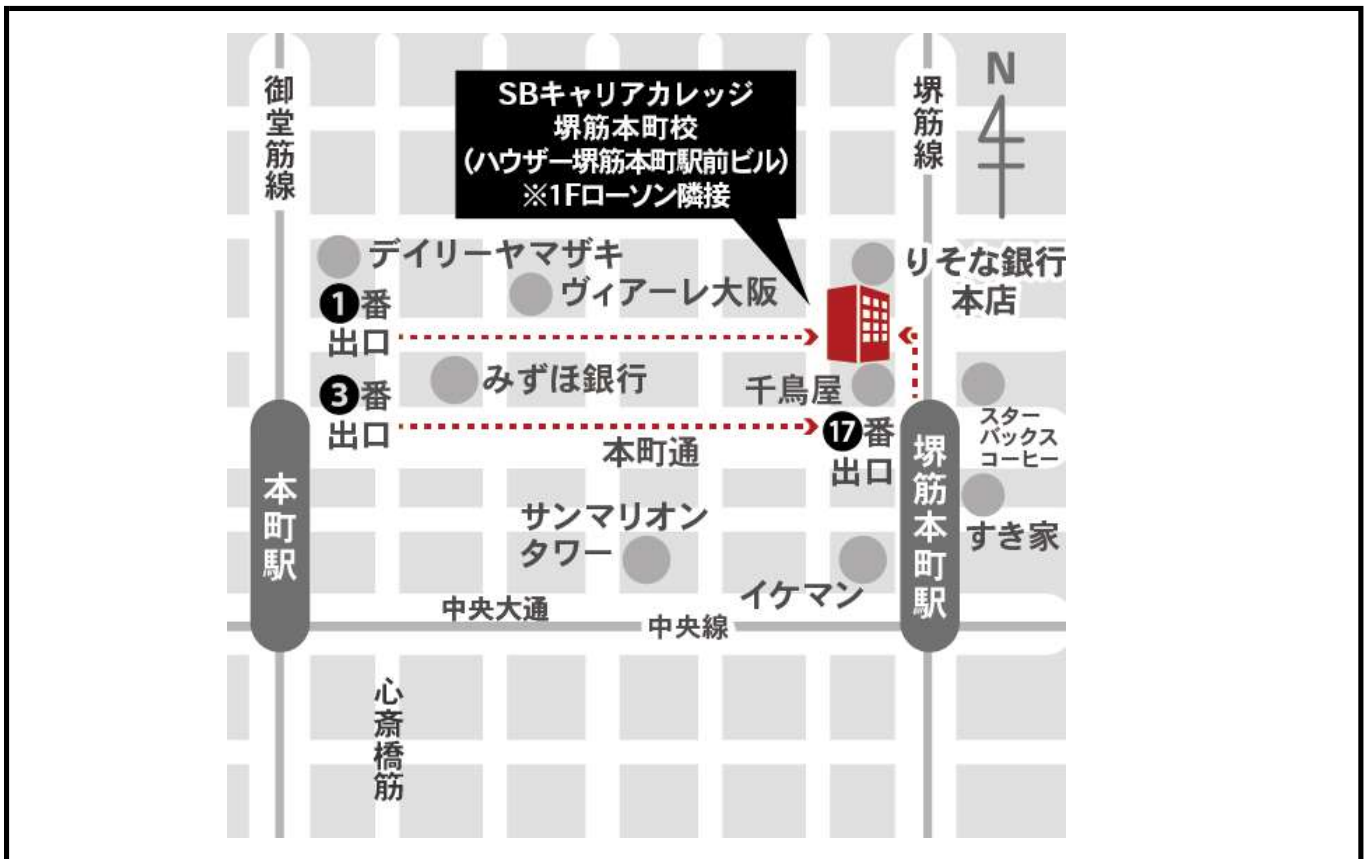 御堂筋線
SBキャリアカレッジ
堺筋本町校
(ハウザー堺筋本町駅前ビル)
※1Fローソン隣接
堺筋線
N
デイリーヤマザキ
りそな銀行
本店
ヴィアーレ大阪
1番
出口
みずほ銀行
千鳥屋
3番
出口
本町通
17番
出口
スター
バックス
コーヒー
本町駅
堺筋本町駅
サンマリオン
タワー
すき家
イケマン
中央大通
中央線
心斎橋筋